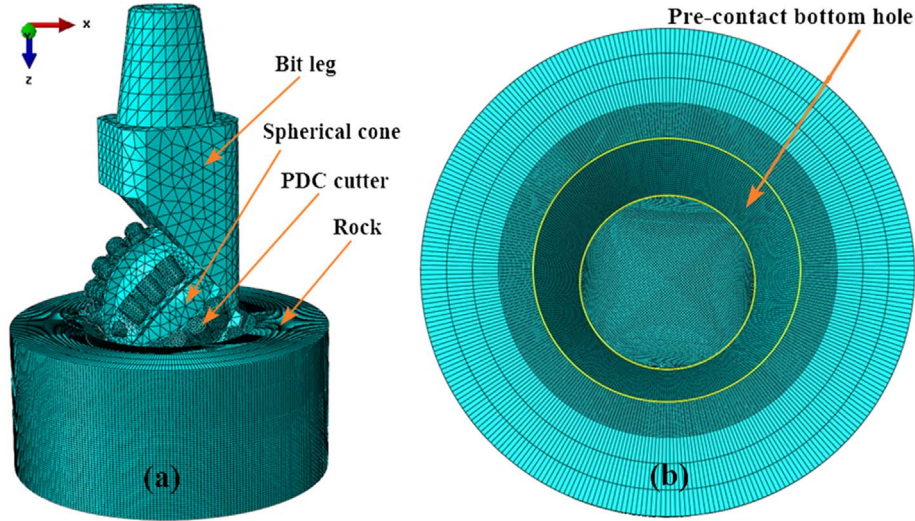 Pre-contact bottom hole
x
z
Bit leg
Spherical cone
PDC cutter
Rock
(a)
(b)